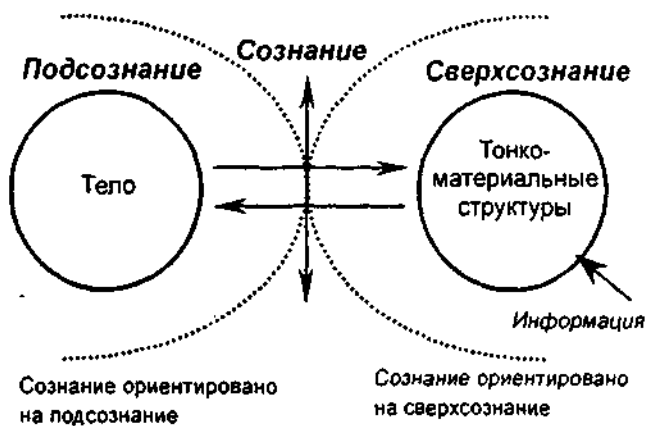 Сознание
Подсознание
Сверхсознание
Тело
Тонко-
материальные
структуры
Информация
Сознание ориентировано
на подсознание
Сознание ориентировано
на сверхсознание